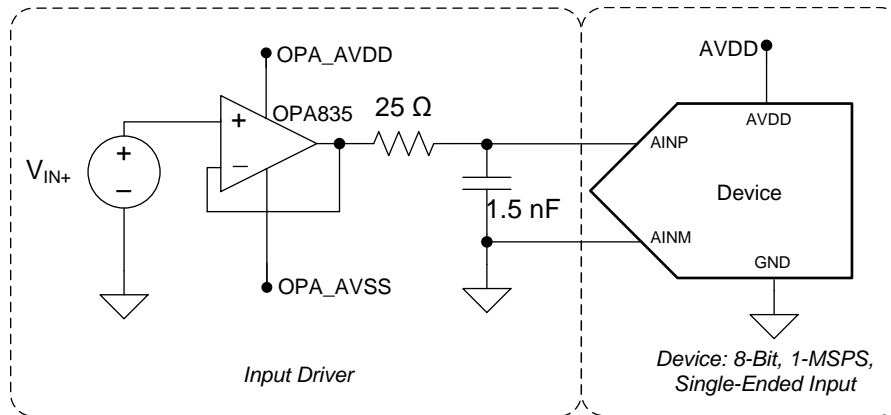 OPA_AVDD
AVDD
25 Ω
OPA835
+
−
AVDD
AINP
V_IN+
+
−
Device
1.5 nF
AINM
GND
OPA_AVSS
Input Driver
Device: 8-Bit, 1-MSPS,
Single-Ended Input